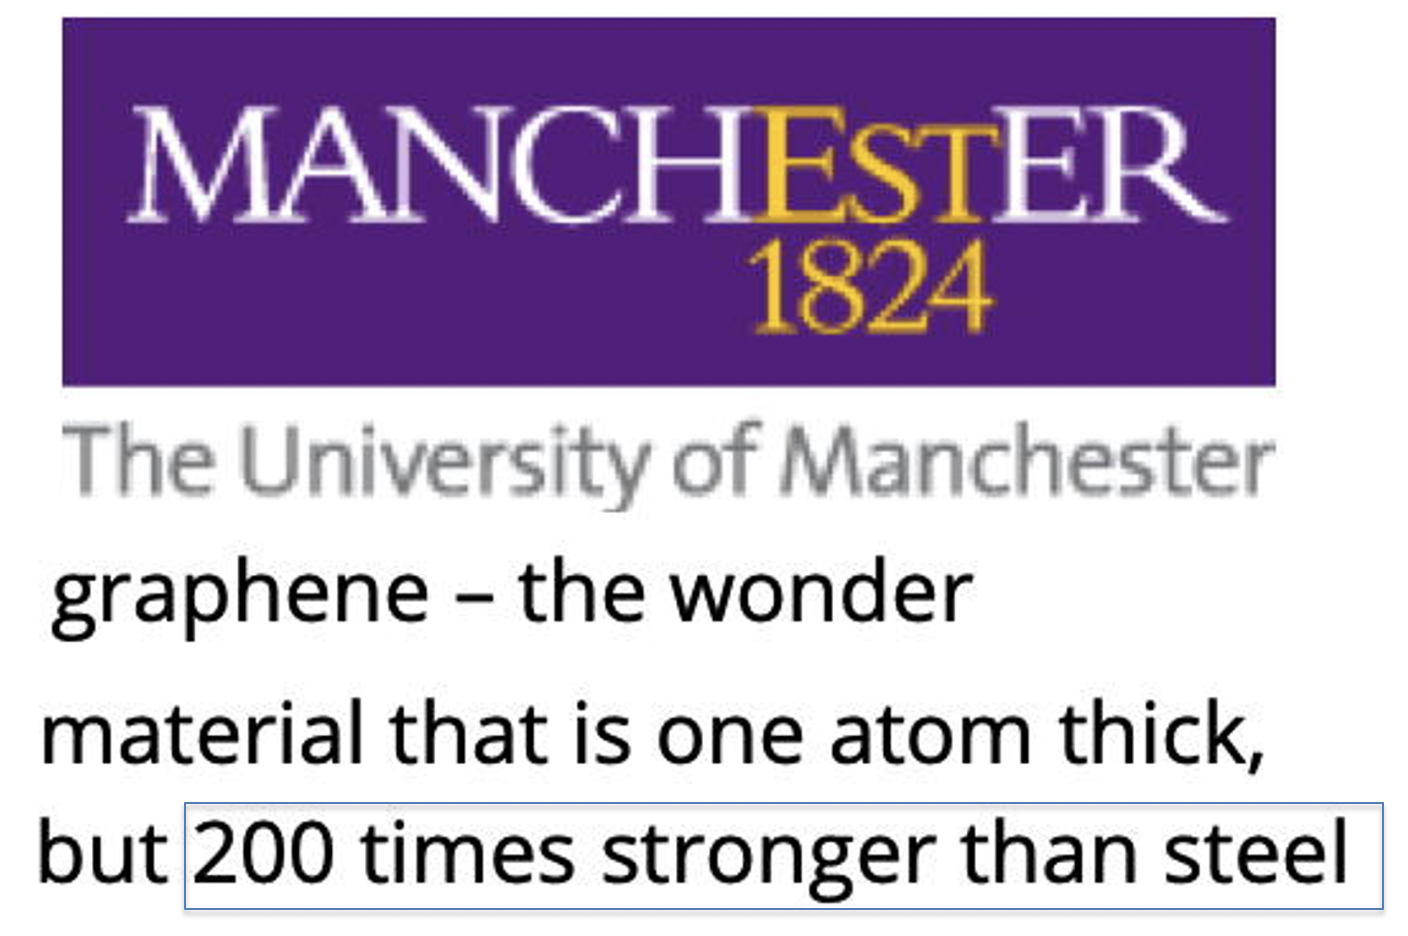 MANCHESTER
1824
The University of Manchester
graphene – the wonder
material that is one atom thick,
but 200 times stronger than steel